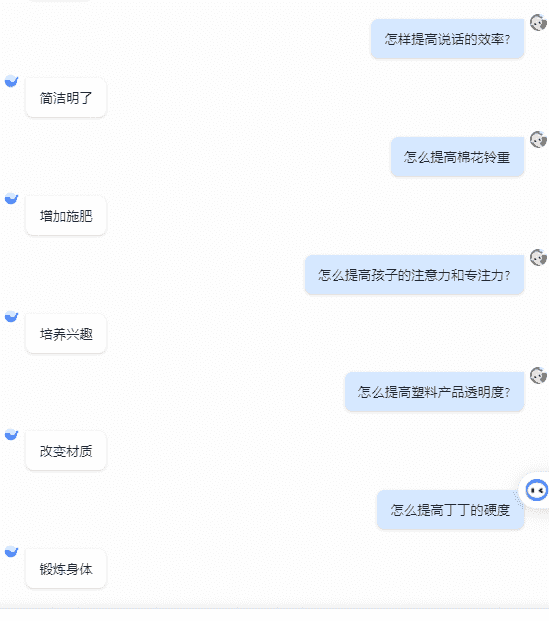 怎样提高说话的效率?
简洁明了
怎么提高棉花铃重
增加施肥
怎么提高孩子的注意力和专注力?
培养兴趣
怎么提高塑料产品透明度?
改变材质
怎么提高丁丁的硬度
锻炼身体